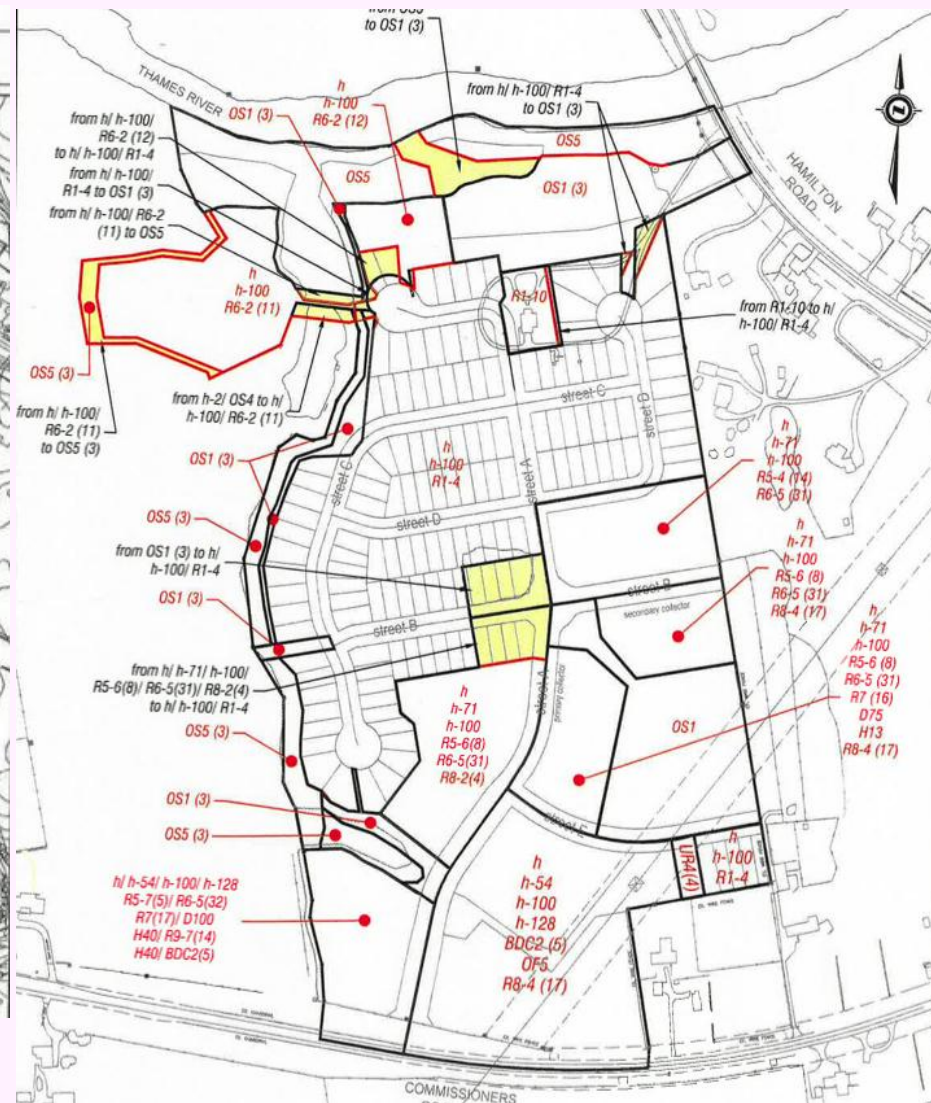 to OS1 (3)
THAMES RIVER
OS1 (3)
h
h-100
R6-2 (12)
from h/ h-100/ R1-4
to OS1 (3)
from h/ h-100/
R6-2 (12)
to h/ h-100/ R1-4
from h/ h-100/
R1-4 to OS1 (3)
from h/ h-100/ R6-2
(11) to OS5
OS5
OS5
OS1 (3)
HAMILTON
ROAD
h
h-100
R6-2 (11)
R1-10
from R1-10 to h/
h-100/ R1-4
OS5 (3)
from h/ h-100/
R6-2 (11)
to OS5 (3)
from h-2/ OS4 to h/
h-100/ R6-2 (11)
street C
street D
OS1 (3)
street C
h
h-100
R1-4
street A
h
h-71
h-100
R5-4 (14)
R6-5 (31)
OS5 (3)
street D
from OS1 (3) to h/
h-100/ R1-4
h
h-71
h-100
R5-6 (8)
R6-5 (31)
R8-4 (17)
OS1 (3)
street B
street B
secondary collector
from h/ h-71/ h-100/
R5-6(8)/ R6-5(31)/ R8-2(4)
to h/ h-100/ R1-4
h
h-71
h-100
R5-6 (8)
R6-5 (31)
R7 (16)
D75
H13
R8-4 (17)
h
h-71
h-100
R5-6(8)
R6-5(31)
R8-2(4)
street A
primary collector
OS1
OS5 (3)
OS1 (3)
OS5 (3)
street E
UR4(4)
h
h-100
R1-4
h/ h-54/ h-100/ h-128
R5-7(5)/ R6-5(32)
R7(17)/ D100
H40/ R9-7(14)
H40/ BDC2(5)
h
h-54
h-100
h-128
BDC2 (5)
OF5
R8-4 (17)
COMMISSIONERS